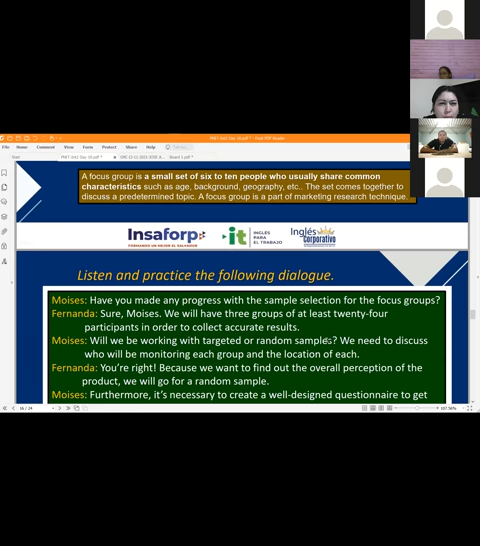 File Home Comment View Form Protect Share Help
Start
A focus group is a small set of six to ten people who usually share common
characteristics such as age, background, geography, etc.. The set comes together to
discuss a predetermined topic. A focus group is a part of marketing research technique.
Insaforp
it
INGLÉS
PARA
EL TRABAJO
Inglés
corporativo
Listen and practice the following dialogue.
Moises: Have you made any progress with the sample selection for the focus groups?
Fernanda: Sure, Moises. We will have three groups of at least twenty-four
participants in order to collect accurate results.
Moises: Will we be working with targeted or random samples? We need to discuss
who will be monitoring each group and the location of each.
Fernanda: You're right! Because we want to find out the overall perception of the
product, we will go for a random sample.
Moises: Furthermore, it's necessary to create a well-designed questionnaire to get
16 / 24
107.56%